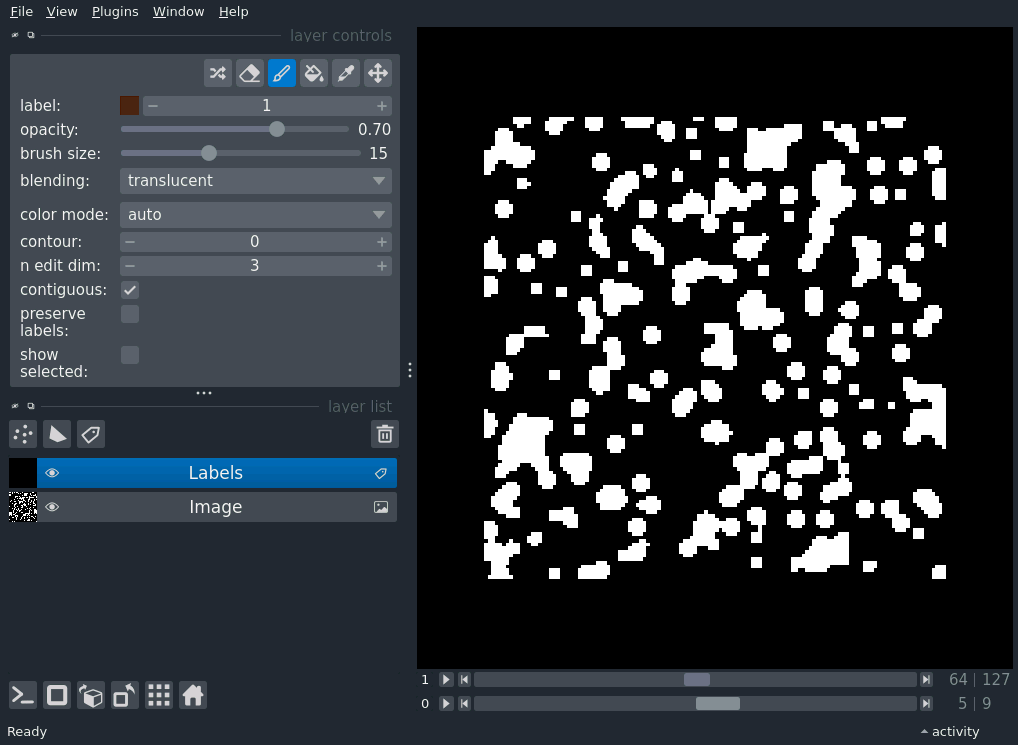 File View Plugins Window Help
layer controls
label: 1
opacity: 0.70
brush size: 15
blending: translucent
color mode: auto
contour: 0
n edit dim: 3
contiguous:
preserve
labels:
show
selected:
layer list
Labels
Image
1 64 | 127
0 5 | 9
Ready activity